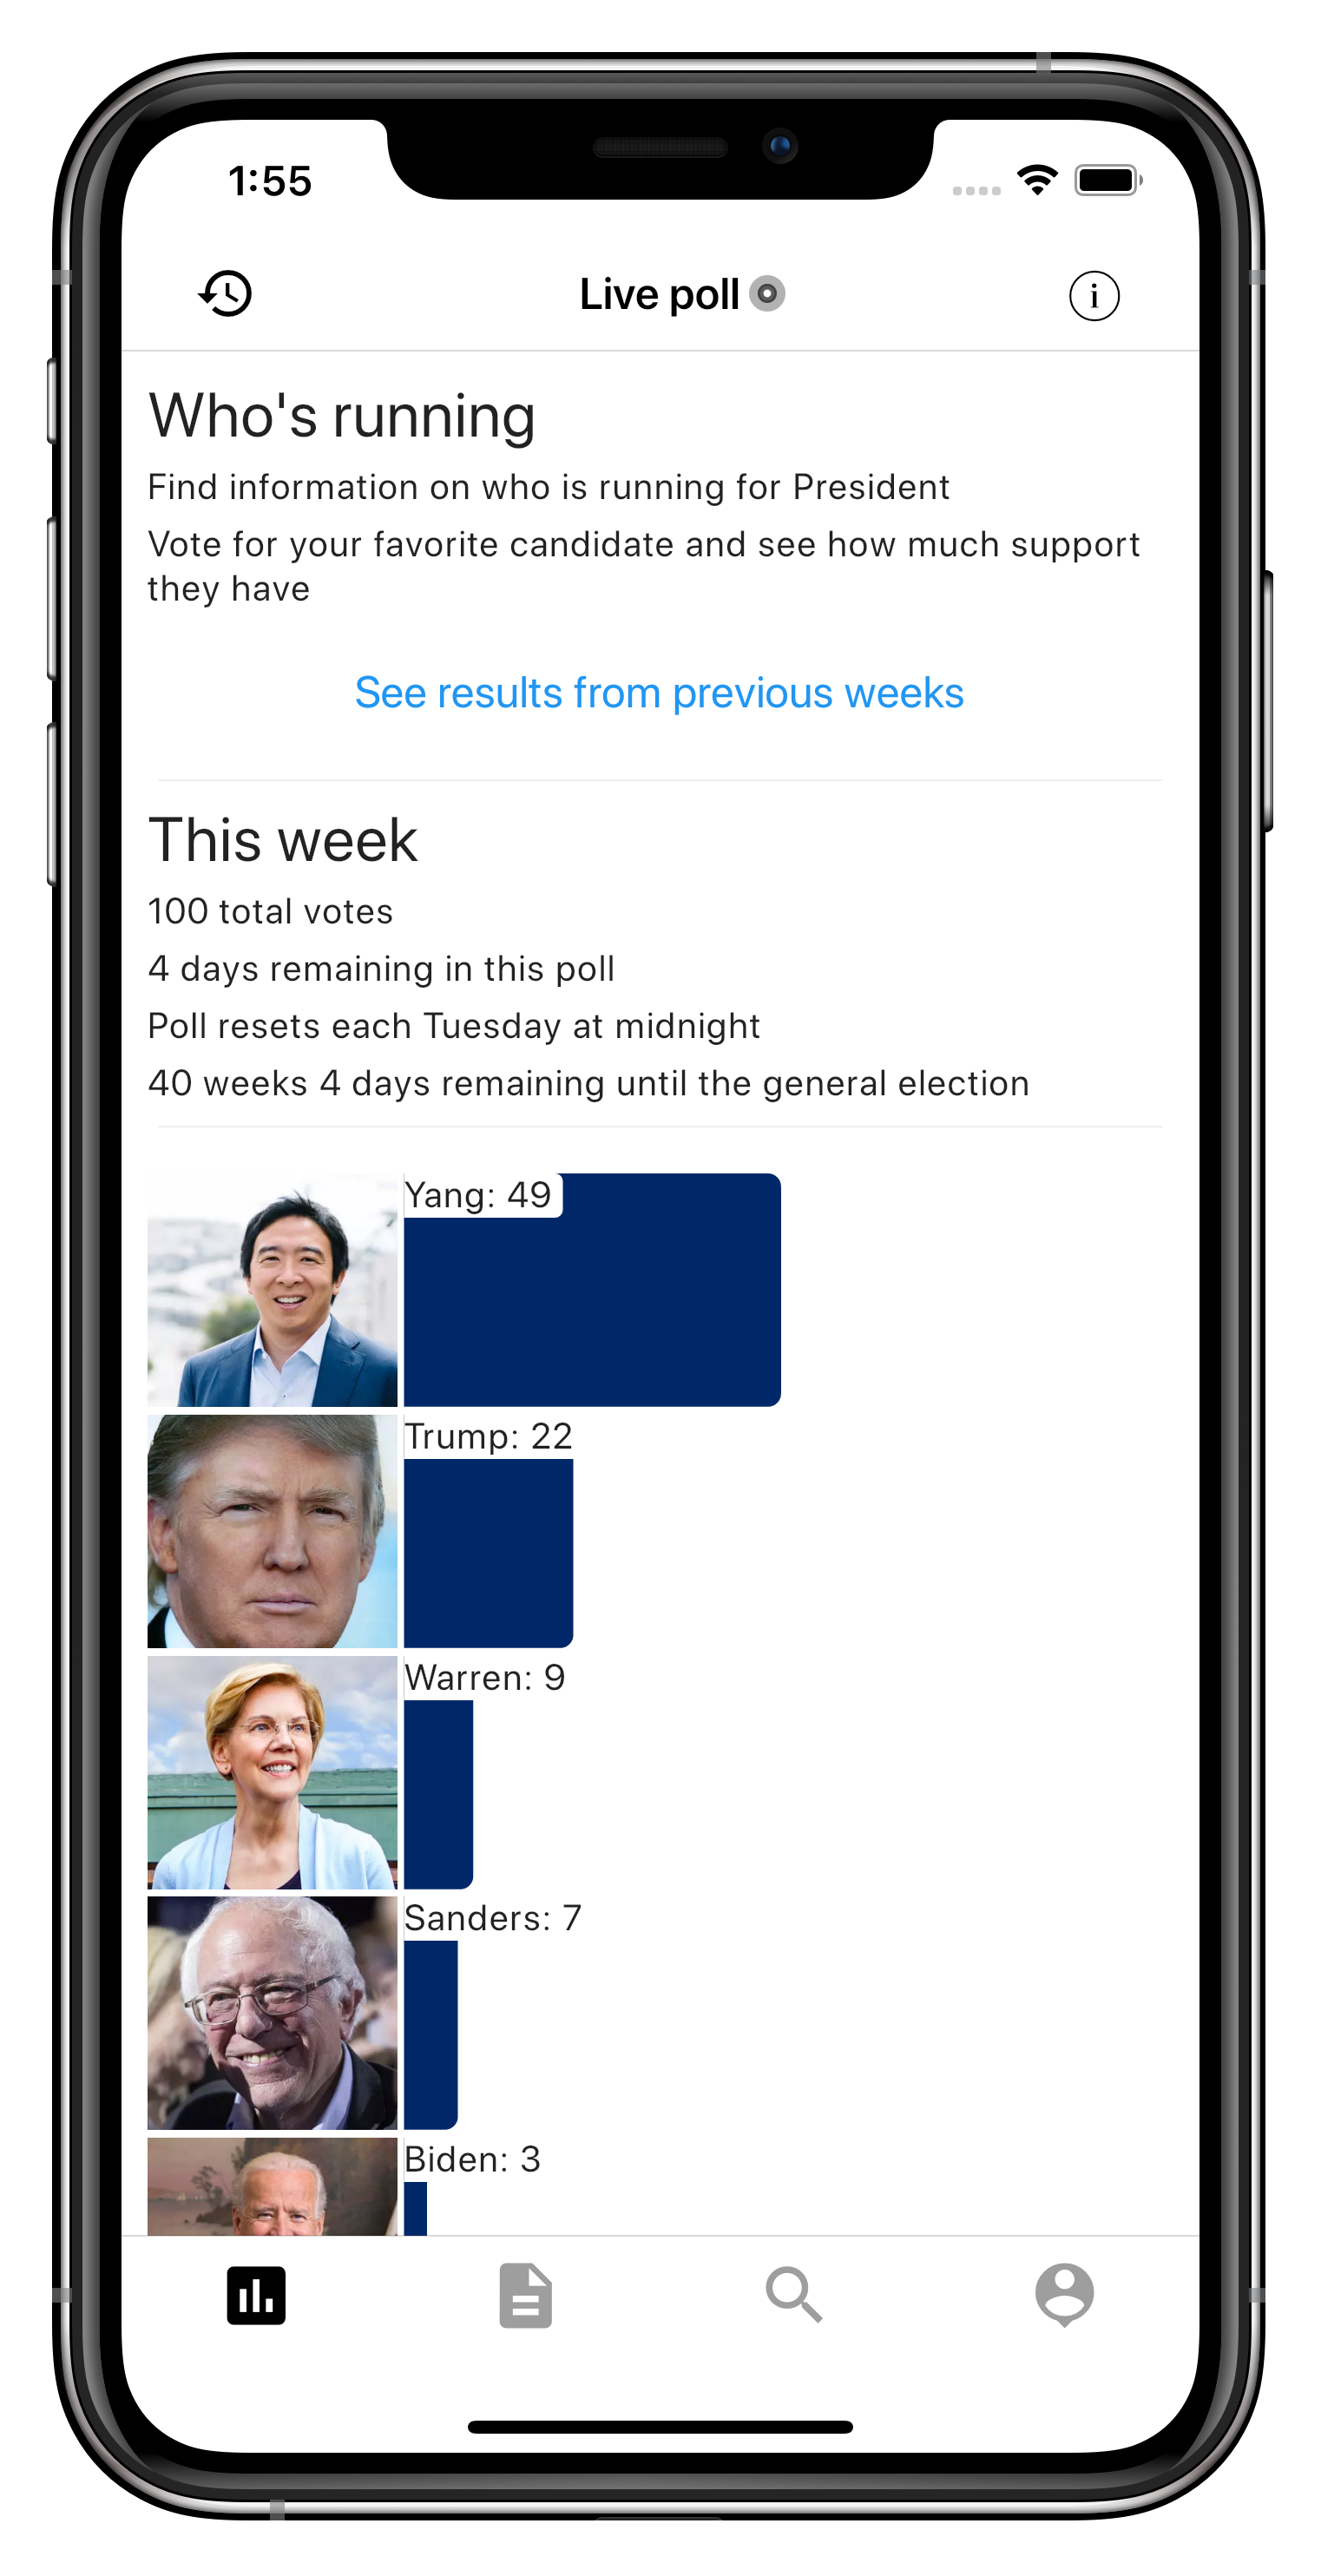 1:55
Live poll
Who's running
Find information on who is running for President
Vote for your favorite candidate and see how much support
they have
See results from previous weeks
This week
100 total votes
4 days remaining in this poll
Poll resets each Tuesday at midnight
40 weeks 4 days remaining until the general election
Yang: 49
Trump: 22
Warren: 9
Sanders: 7
Biden: 3